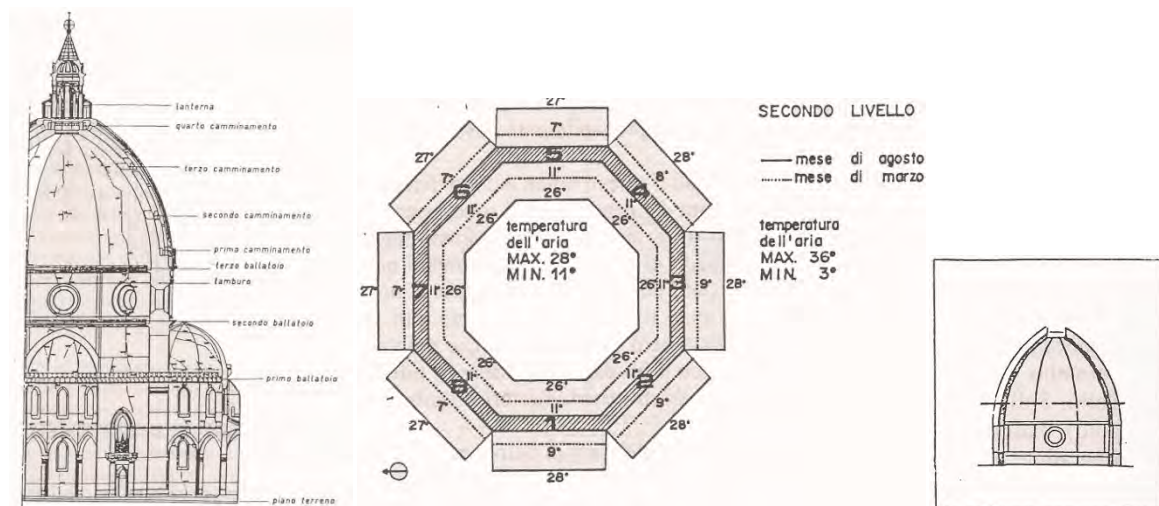 lanterna
quarto camminamento
terzo camminamento
secondo camminamento
primo camminamento
terzo ballatoio
tamburo
secondo ballatoio
primo ballatoio
piano terreno
27°
7°
5
11°
26°
27°
7°
6
11°
26°
28°
8°
4
11°
26°
27°
7°
7
11°
26°
26°
11°
3
9°
28°
temperatura
dell'aria
MAX. 28°
MIN. 11°
27°
7°
8
11°
26°
26°
11°
2
9°
28°
26°
11°
1
9°
28°
SECONDO LIVELLO
mese di agosto
mese di marzo
temperatura
dell'aria
MAX. 36°
MIN. 3°